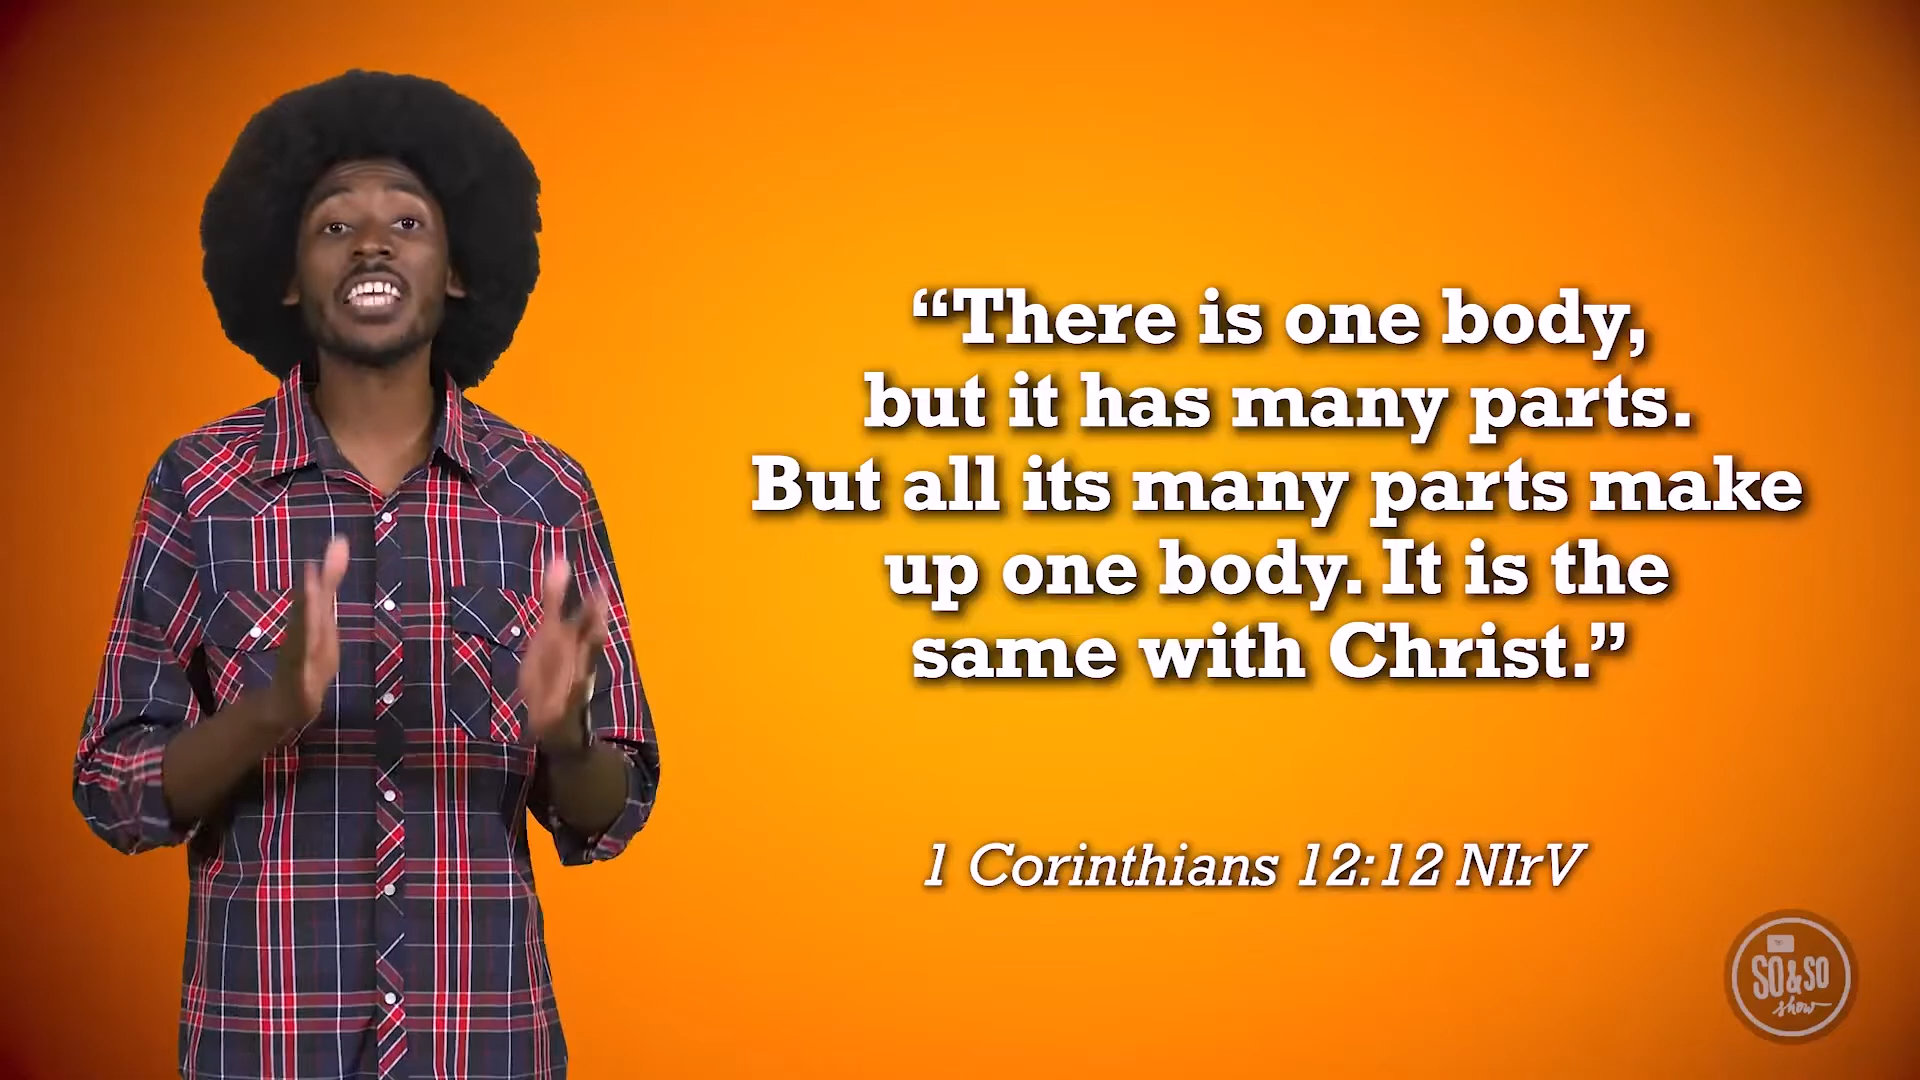 “There is one body,
but it has many parts.
But all its many parts make
up one body. It is the
same with Christ.”
1 Corinthians 12:12 NIrV
SO & SO
show